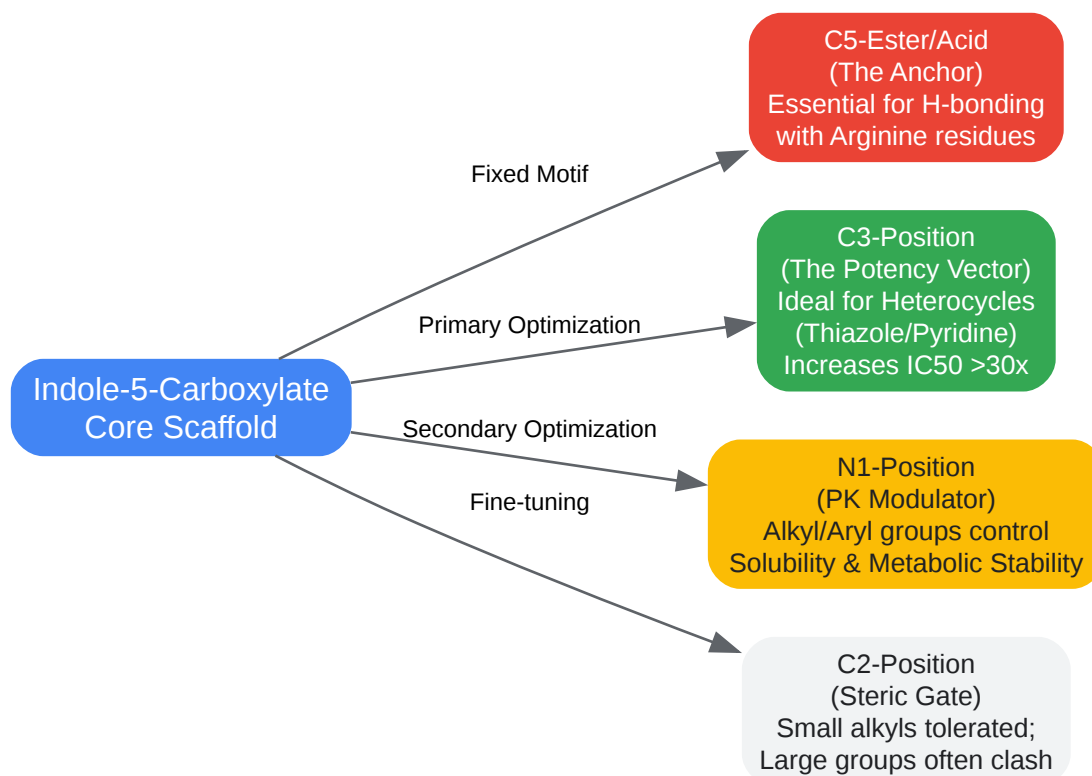 Indole-5-Carboxylate
Core Scaffold
Fixed Motif
C5-Ester/Acid
(The Anchor)
Essential for H-bonding
with Arginine residues
Primary Optimization
C3-Position
(The Potency Vector)
Ideal for Heterocycles
(Thiazole/Pyridine)
Increases IC50 >30x
Secondary Optimization
N1-Position
(PK Modulator)
Alkyl/Aryl groups control
Solubility & Metabolic Stability
Fine-tuning
C2-Position
(Steric Gate)
Small alkyls tolerated;
Large groups often clash